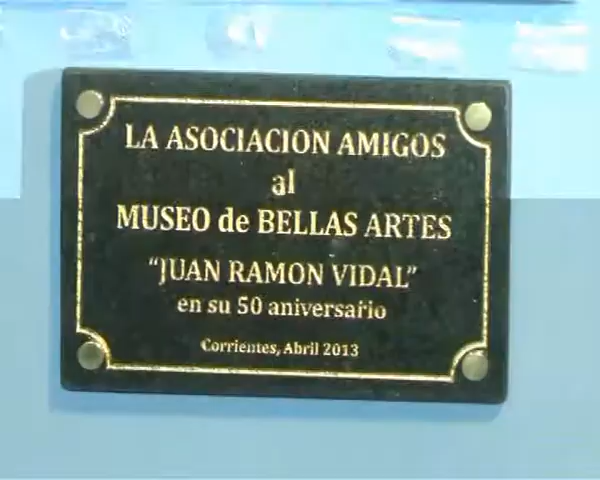 LA ASOCIACION AMIGOS
al
MUSEO de BELLAS ARTES
“JUAN RAMON VIDAL”
en su 50 aniversario
Corrientes, Abril 2013